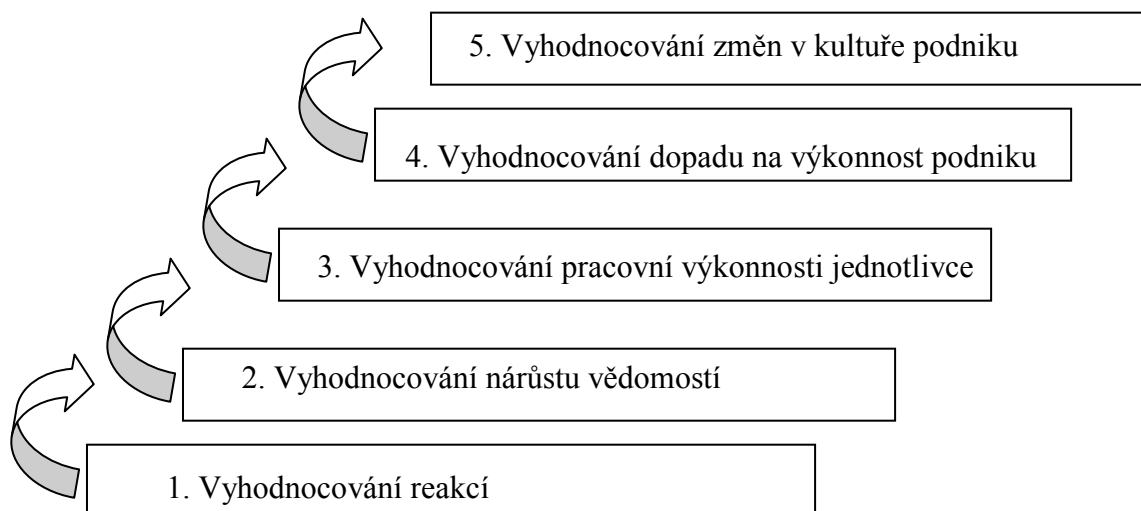 5. Vyhodnocování změn v kultuře podniku
4. Vyhodnocování dopadu na výkonnost podniku
3. Vyhodnocování pracovní výkonnosti jednotlivce
2. Vyhodnocování nárůstu vědomostí
1. Vyhodnocování reakcí